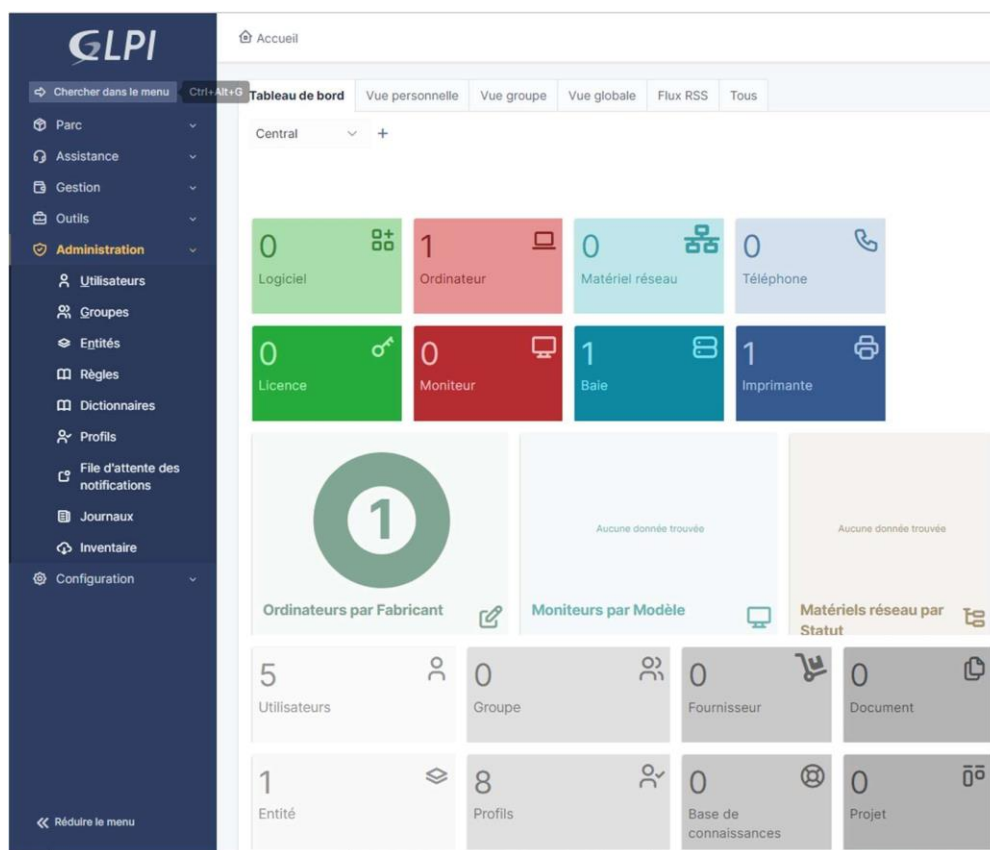 GLPI
Accueil
Chercher dans le menu
Ctrl+Alt+G
Parc
Assistance
Gestion
Outils
Administration
Utilisateurs
Groupes
Entités
Règles
Dictionnaires
Profils
File d'attente des
notifications
Journaux
Inventaire
Configuration
Réduire le menu
Tableau de bord
Vue personnelle
Vue groupe
Vue globale
Flux RSS
Tous
Central
+
0
Logiciel
1
Ordinateur
0
Matériel réseau
0
Téléphone
0
Licence
0
Moniteur
1
Baie
1
Imprimante
1
Ordinateurs par Fabricant
Aucune donnée trouvée
Moniteurs par Modèle
Aucune donnée trouvée
Matériels réseau par
Statut
5
Utilisateurs
0
Groupe
0
Fournisseur
0
Document
1
Entité
8
Profils
0
Base de
connaissances
0
Projet